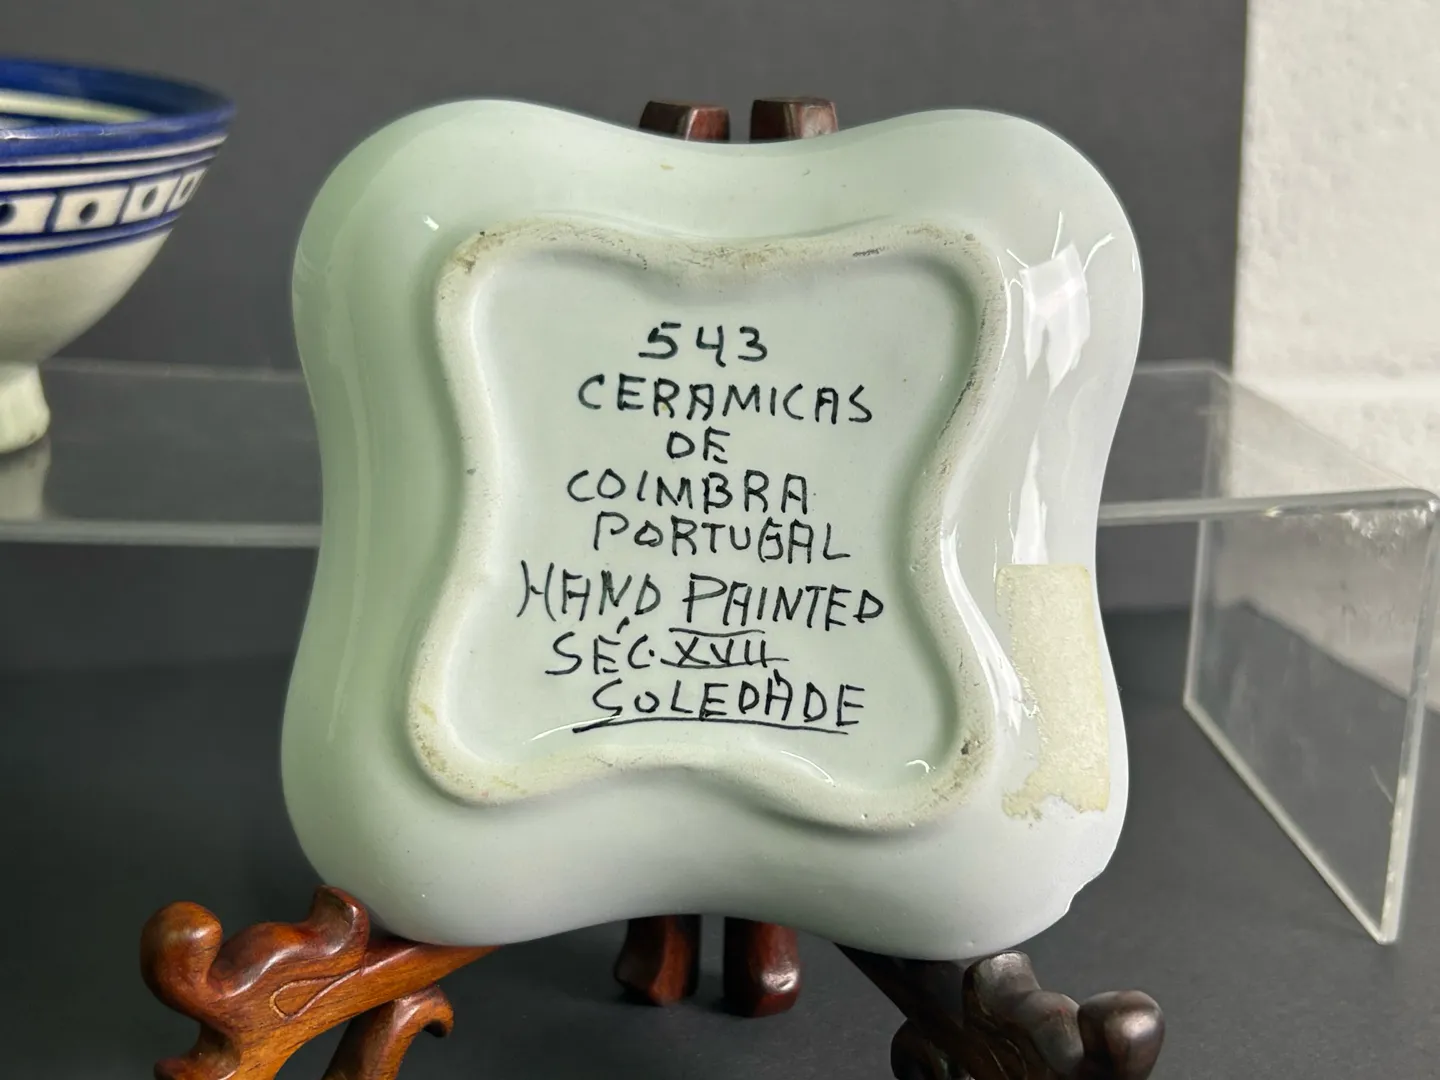 543
CERAMICAS
DE
COIMBRA
PORTUGAL
HAND PAINTED
SÉC. XVII
SOLEDADE